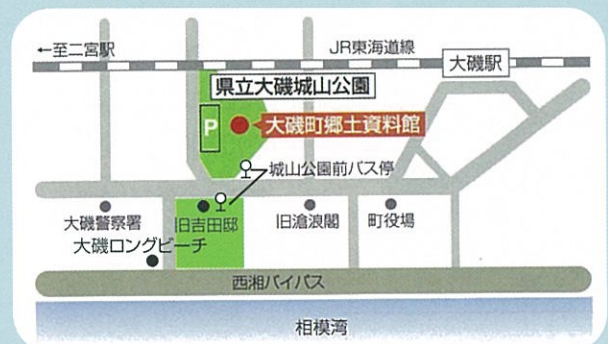 ←至二宮駅
JR東海道線
大磯駅
県立大磯城山公園
P
大磯町郷土資料館
城山公園前バス停
大磯警察署
旧吉田邸
旧滄浪閣
町役場
大磯ロングビーチ
西湘バイパス
相模湾